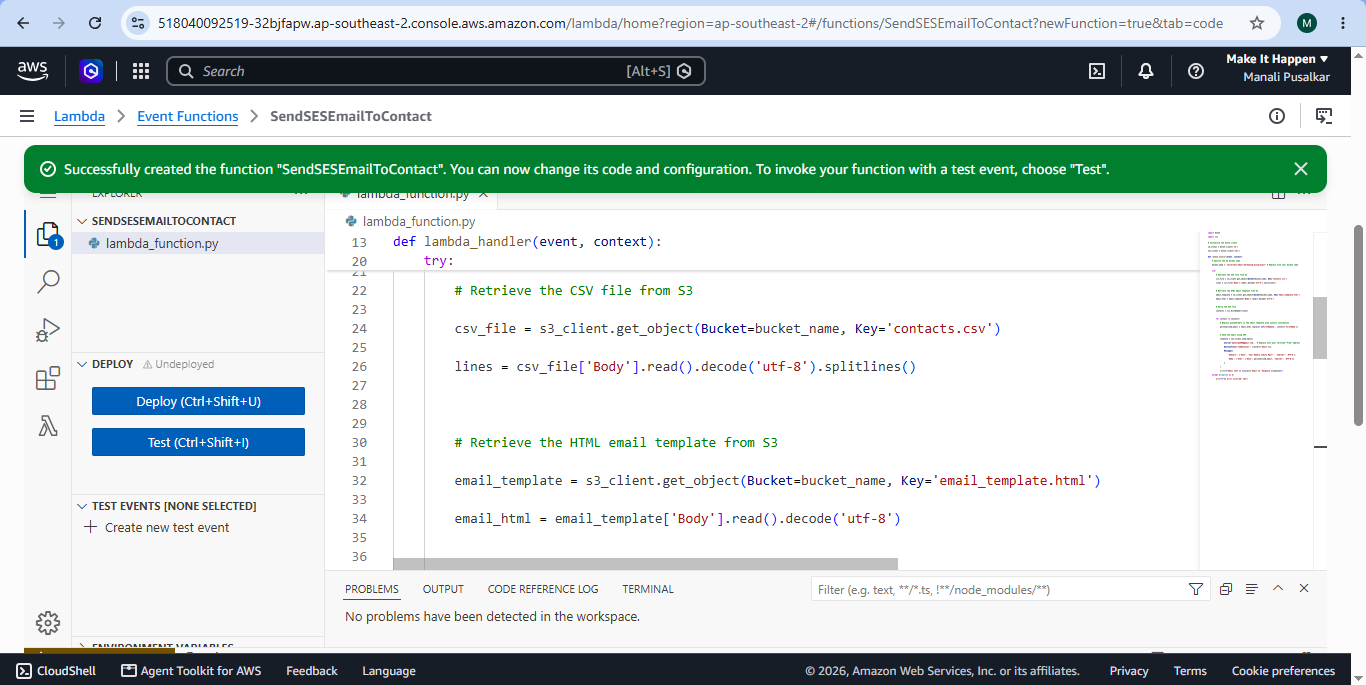 518040092519-32bjfapw.ap-southeast-2.console.aws.amazon.com/lambda/home?region=ap-southeast-2#/functions/SendSESEmailToContact?newFunction=true&tab=code
M
aws
Search
[Alt+S]
Make It Happen ▼
Manali Pusalkar
Lambda > Event Functions > SendSESEmailToContact
Successfully created the function "SendSESEmailToContact". You can now change its code and configuration. To invoke your function with a test event, choose "Test".
EXPLORER
lambda_function.py
SENDSESEMAILTOCONTACT
lambda_function.py
1
DEPLOY Undeployed
Deploy (Ctrl+Shift+U)
Test (Ctrl+Shift+I)
TEST EVENTS [NONE SELECTED]
Create new test event
ENVIRONMENT VARIABLES
lambda_function.py
13 def lambda_handler(event, context):
20 try:
21
22 # Retrieve the CSV file from S3
23
24 csv_file = s3_client.get_object(Bucket=bucket_name, Key='contacts.csv')
25
26 lines = csv_file['Body'].read().decode('utf-8').splitlines()
27
28
29
30 # Retrieve the HTML email template from S3
31
32 email_template = s3_client.get_object(Bucket=bucket_name, Key='email_template.html')
33
34 email_html = email_template['Body'].read().decode('utf-8')
35
36
PROBLEMS OUTPUT CODE REFERENCE LOG TERMINAL
Filter (e.g. text, **/*.ts, !**/node_modules/**)
No problems have been detected in the workspace.
CloudShell Agent Toolkit for AWS Feedback Language
© 2026, Amazon Web Services, Inc. or its affiliates. Privacy Terms Cookie preferences